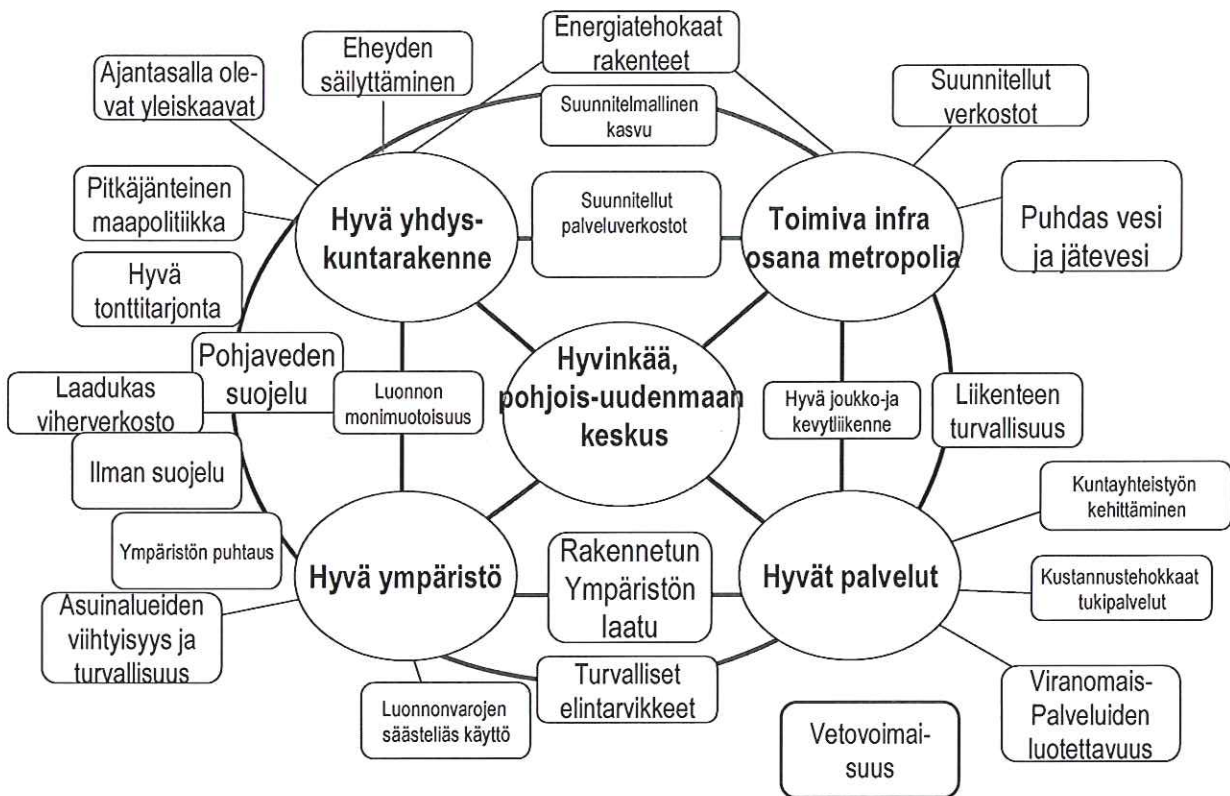 Energiatehokaat
rakenteet
Eheyden
säilyttäminen
Ajantasalla ole-
vat yleiskaavat
Suunnitellut
verkostot
Suunnitelmallinen
kasvu
Pitkäjänteinen
maapolitiikka
Hyvä yhdys-
kuntarakenne
Suunnitellut
palveluverkostot
Toimiva infra
osana metropolia
Puhdas vesi
ja jätevesi
Hyvä
tonttitarjonta
Pohjaveden
suojelu
Laadukas
viherverkosto
Luonnon
monimuotoisuus
Hyvinkää,
pohjois-uudenmaan
keskus
Hyvä joukko-ja
kevytliikenne
Liikenteen
turvallisuus
Ilman suojelu
Kuntayhteistyön
kehittäminen
Ympäristön puhtaus
Hyvä ympäristö
Rakennetun
Ympäristön
laatu
Hyvät palvelut
Kustannustehokkaat
tukipalvelut
Asuinalueiden
viihtyisyys ja
turvallisuus
Luonnonvarojen
säästeliäs käyttö
Turvalliset
elintarvikkeet
Viranomais-
Palveluiden
luotettavuus
Vetovoimai-
suus